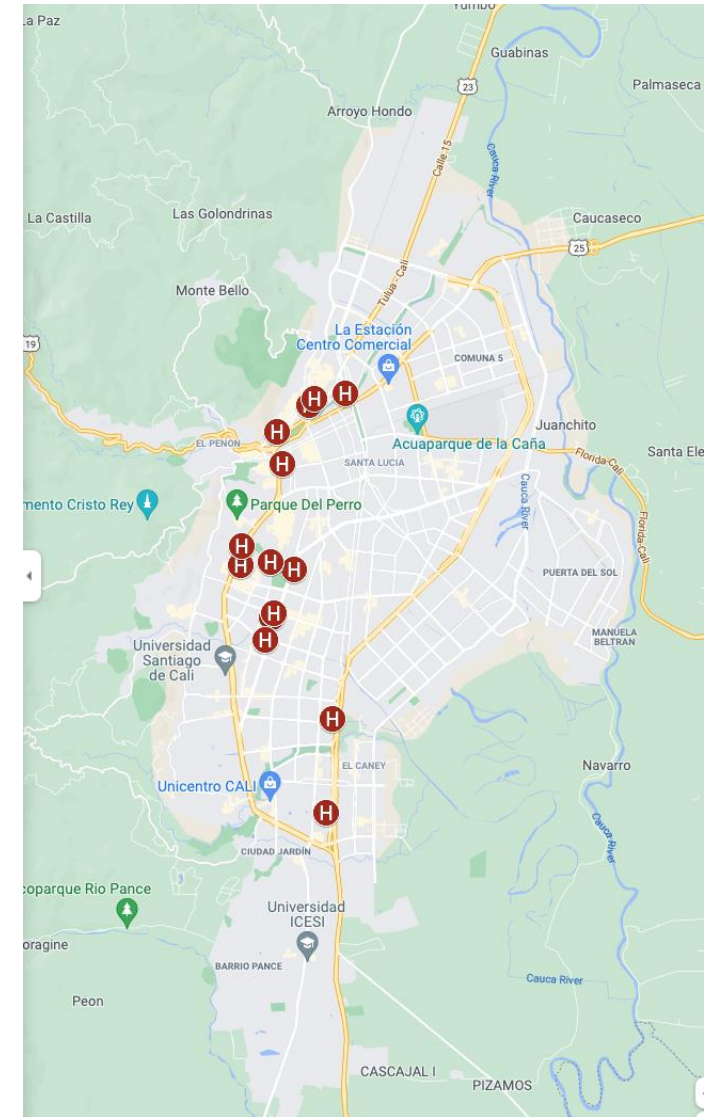 La Paz
Yumbo
Guabinas
23
Palmaseca
Arroyo Hondo
Calle 15
Cauca River
La Castilla
Las Golondrinas
Caucaseco
25
Tulua - Cali
Monte Bello
La Estación
Centro Comercial
19
COMUNA 5
H
H
H
EL PEÑON
Acuaparque de la Caña
Juanchito
Santa Ele
H
SANTA LUCIA
Florida-Cali
Cauca River
mento Cristo Rey
Parque Del Perro
Florida-Cali
H
H
H
H
PUERTA DEL SOL
H
H
MANUELA
BELTRAN
Universidad
Santiago
de Cali
H
EL CANEY
Navarro
Unicentro CALI
H
Cauca River
CIUDAD JARDÍN
coparque Rio Pance
Universidad
ICESI
oragine
BARRIO PANCE
Cauca River
Peon
CASCAJAL I
PIZAMOS